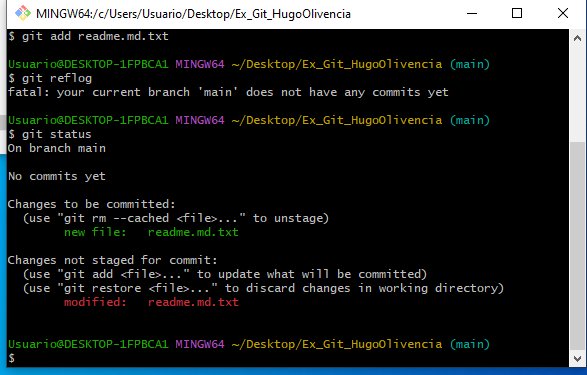 MINGW64:/c/Users/Usuario/Desktop/Ex_Git_HugoOlivencia
$ git add readme.md.txt
Usuario@DESKTOP-1FPBCA1 MINGW64 ~/Desktop/Ex_Git_HugoOlivencia (main)
$ git reflog
fatal: your current branch 'main' does not have any commits yet
Usuario@DESKTOP-1FPBCA1 MINGW64 ~/Desktop/Ex_Git_HugoOlivencia (main)
$ git status
On branch main
No commits yet
Changes to be committed:
  (use "git rm --cached <file>..." to unstage)
        new file:   readme.md.txt
Changes not staged for commit:
  (use "git add <file>..." to update what will be committed)
  (use "git restore <file>..." to discard changes in working directory)
        modified:   readme.md.txt
Usuario@DESKTOP-1FPBCA1 MINGW64 ~/Desktop/Ex_Git_HugoOlivencia (main)
$